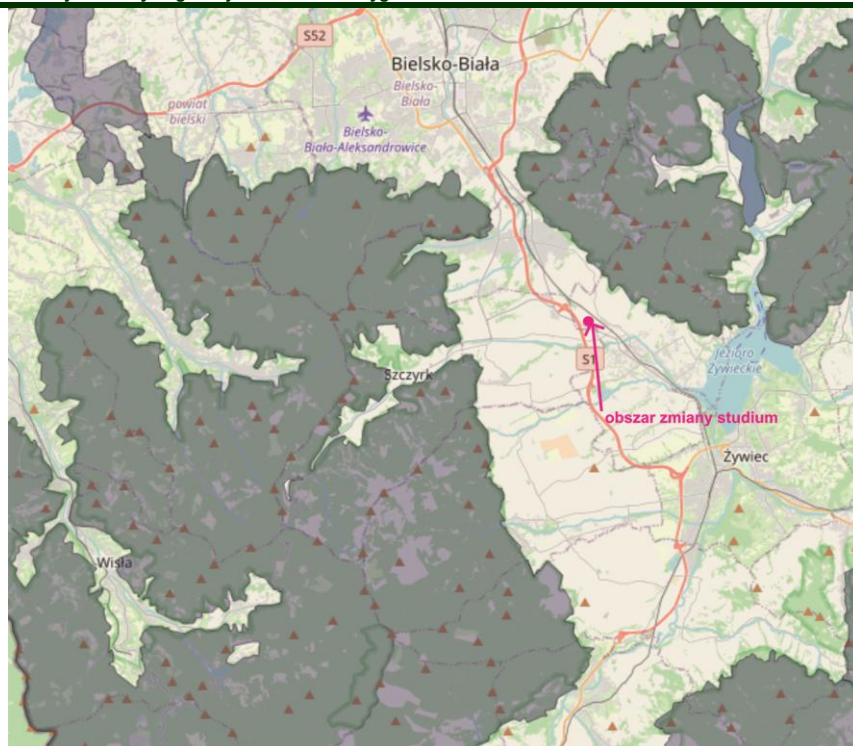 S52
Bielsko-Biała
Bielsko-
Biała
powiat
bielski
Bielsko-
Biała-Aleksandrowice
Jezioro
Żywieckie
S1
Szczyrk
obszar zmiany studium
Żywiec
Wisła